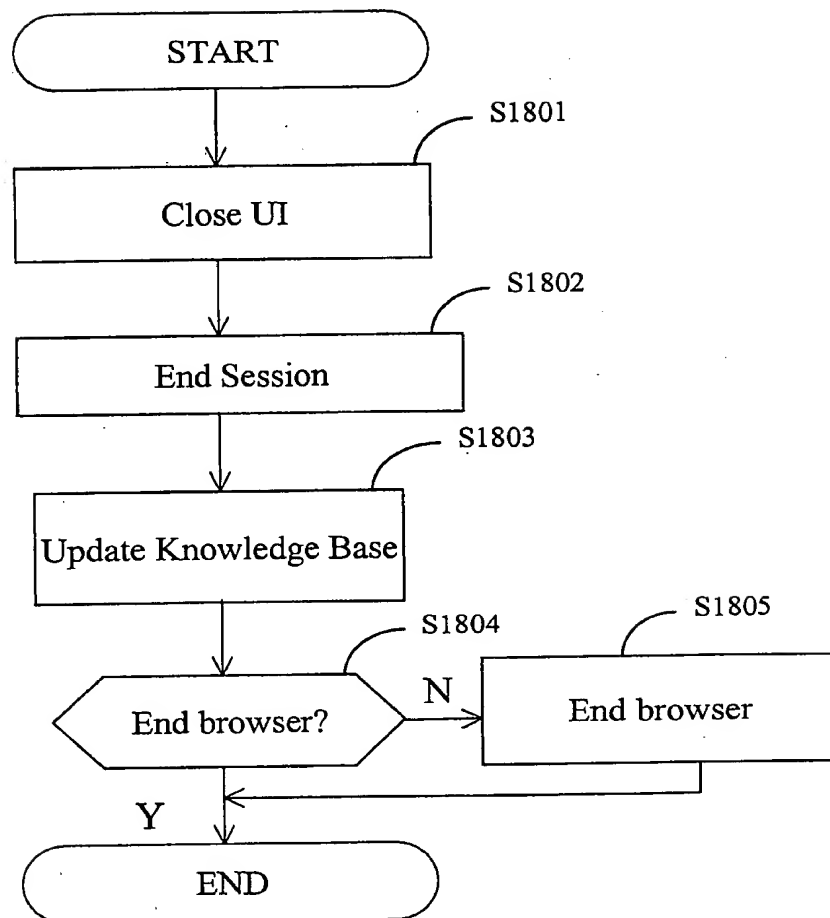 START
S1801
Close UI
S1802
End Session
S1803
Update Knowledge Base
S1804
End browser?
N
S1805
End browser
Y
END